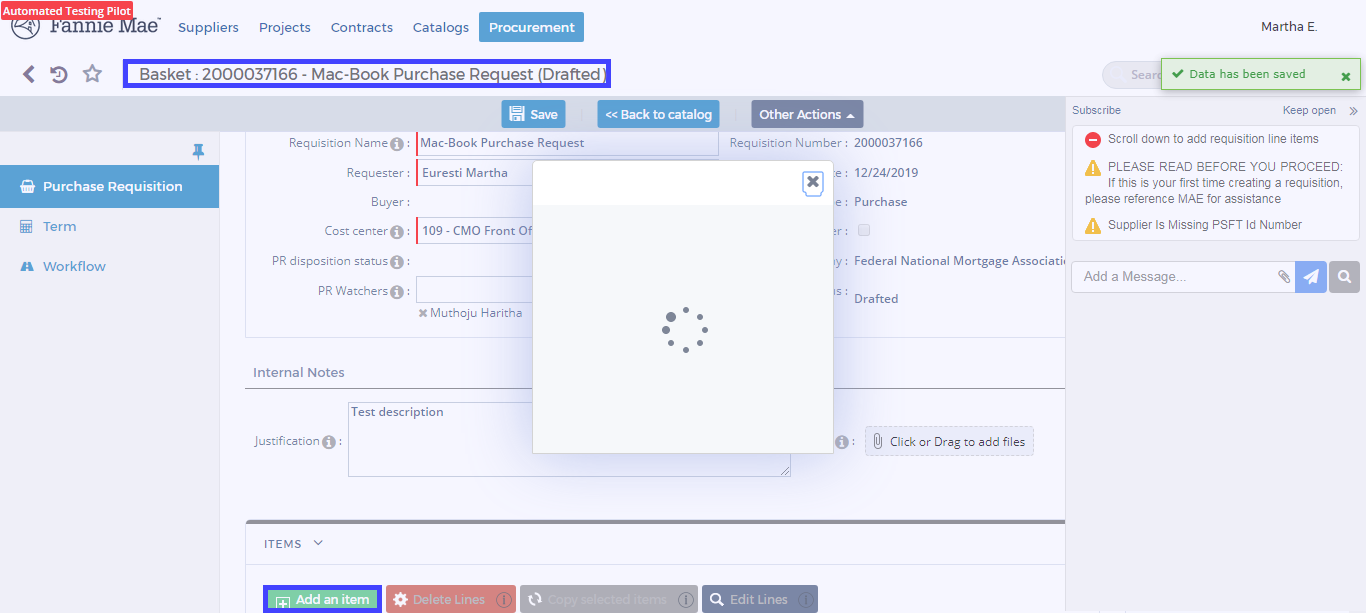 Automated Testing Pilot
Fannie Mae
Suppliers Projects Contracts Catalogs Procurement
Martha E.
Basket : 2000037166 - Mac-Book Purchase Request (Drafted)
Data has been saved
Save
<< Back to catalog
Other Actions
Subscribe
Keep open
Purchase Requisition
Term
Workflow
Requisition Name : Mac-Book Purchase Request
Requisition Number : 2000037166
Requester : Euresti Martha
12/24/2019
Buyer :
Purchase
Cost center : 109 - CMO Front Of
PR disposition status :
Federal National Mortgage Associati
PR Watchers :
Muthoju Haritha
Drafted
Internal Notes
Justification : Test description
Click or Drag to add files
ITEMS
Add an item
Delete Lines
Copy selected items
Edit Lines
Scroll down to add requisition line items
PLEASE READ BEFORE YOU PROCEED:
If this is your first time creating a requisition,
please reference MAE for assistance
Supplier Is Missing PSFT Id Number
Add a Message...